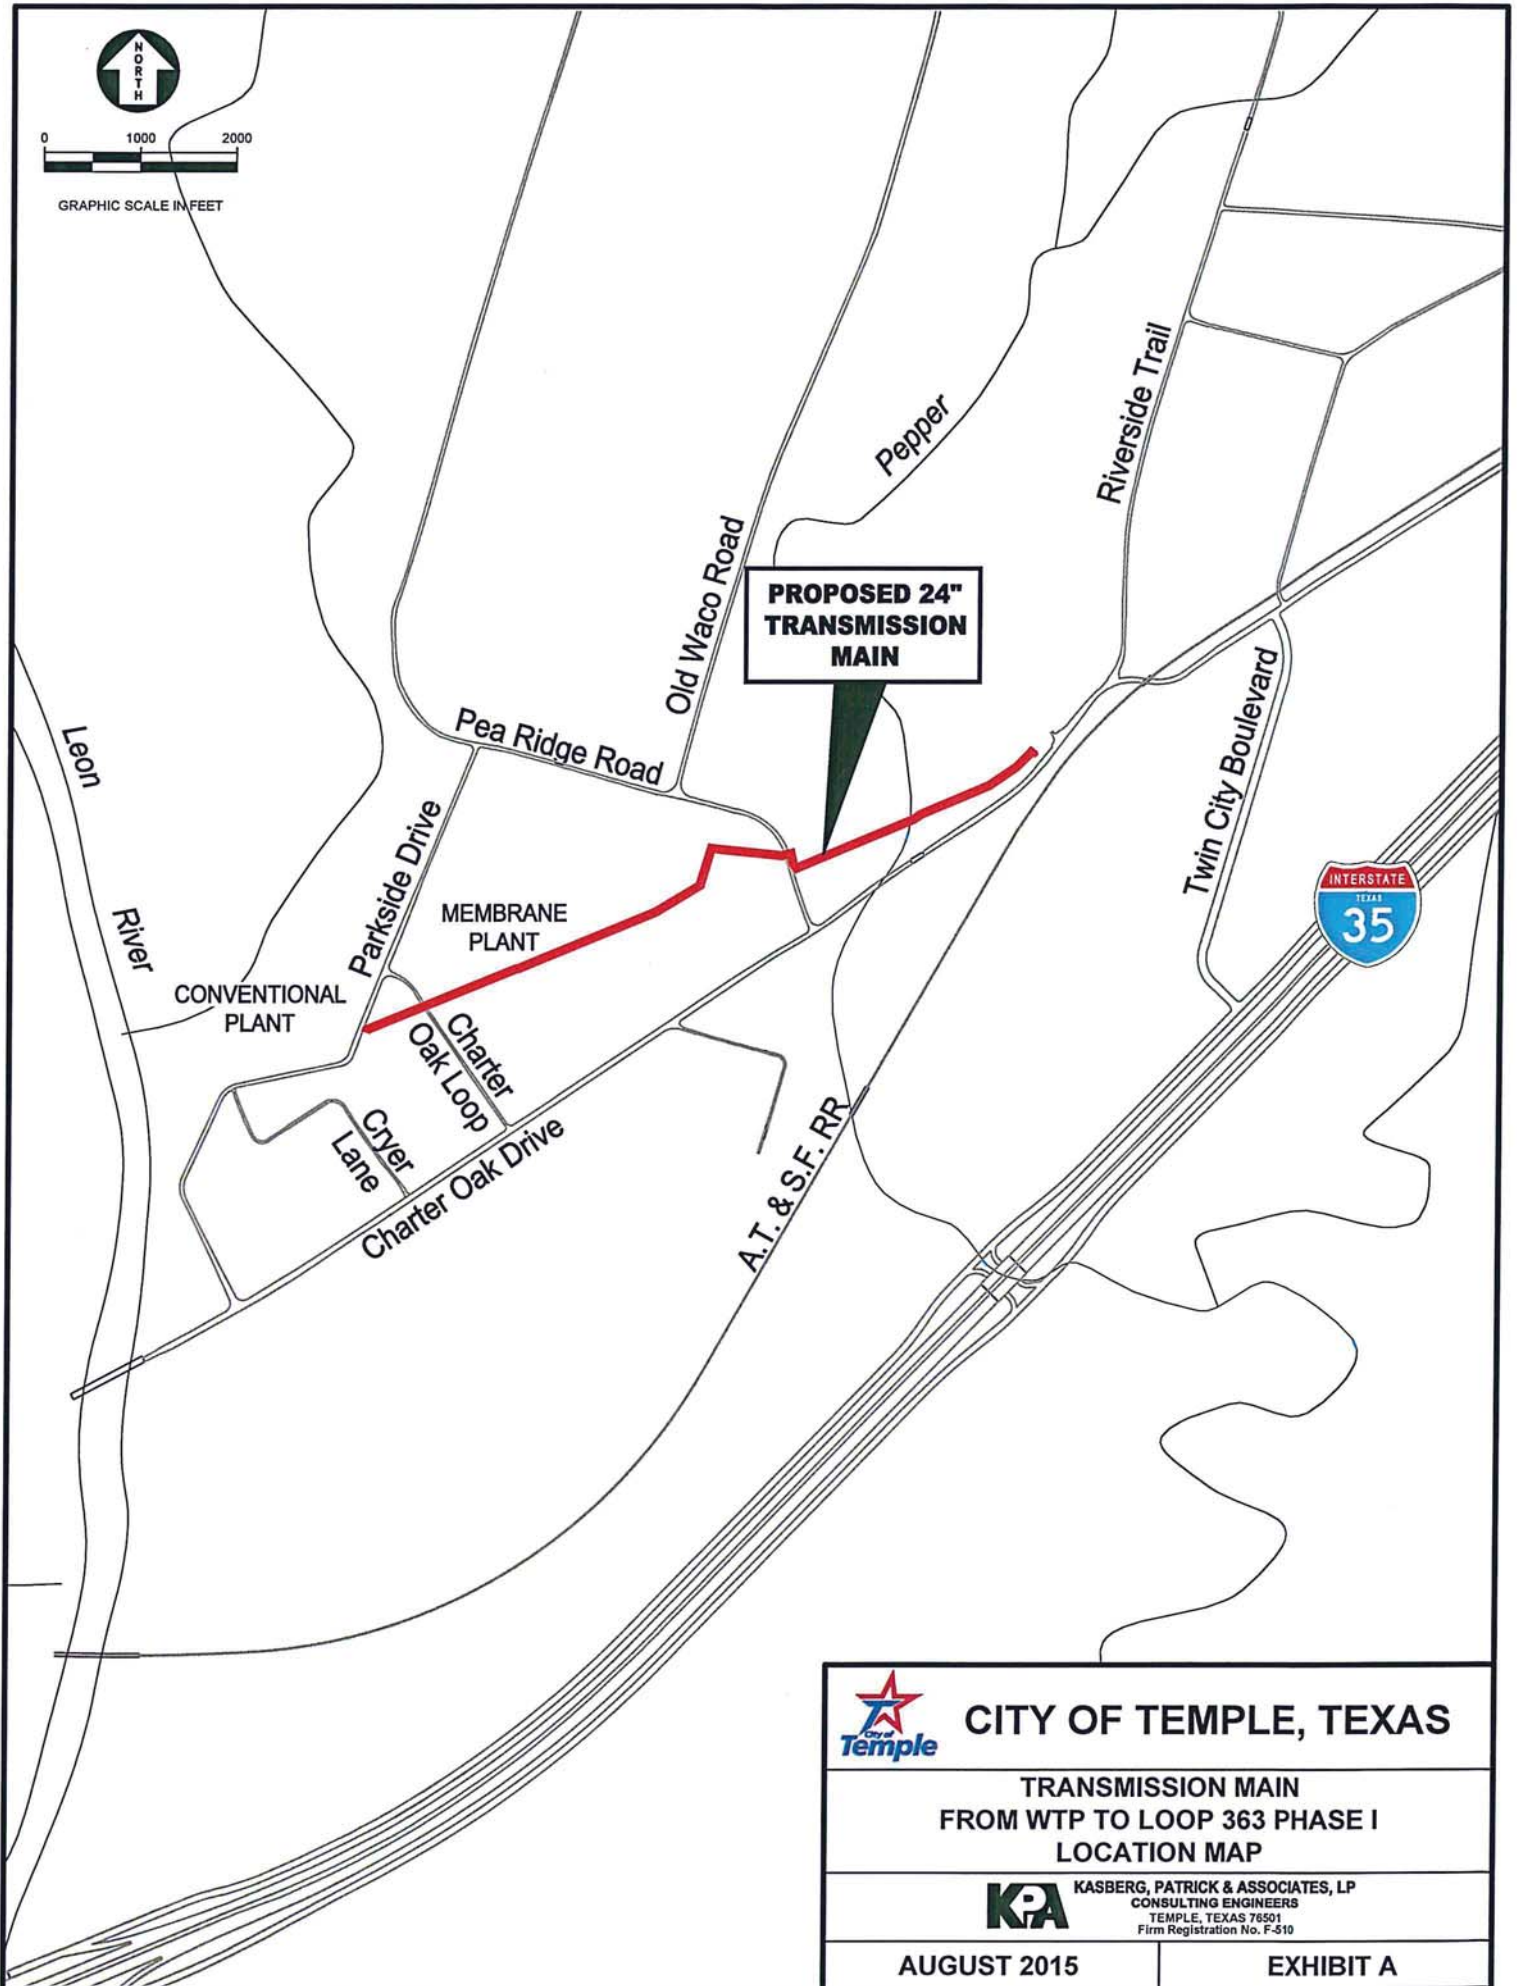 NORTH
0 1000 2000
GRAPHIC SCALE IN FEET
Pepper
Riverside Trail
Old Waco Road
PROPOSED 24"
TRANSMISSION
MAIN
Pea Ridge Road
Leon
River
Parkside Drive
MEMBRANE
PLANT
CONVENTIONAL
PLANT
Charter
Oak Loop
Cryer
Lane
Charter Oak Drive
A.T. & S.F. RR
Twin City Boulevard
INTERSTATE
TEXAS
35
City of
Temple
CITY OF TEMPLE, TEXAS
TRANSMISSION MAIN
FROM WTP TO LOOP 363 PHASE I
LOCATION MAP
KPA
KASBERG, PATRICK & ASSOCIATES, LP
CONSULTING ENGINEERS
TEMPLE, TEXAS 76501
Firm Registration No. F-510
AUGUST 2015
EXHIBIT A